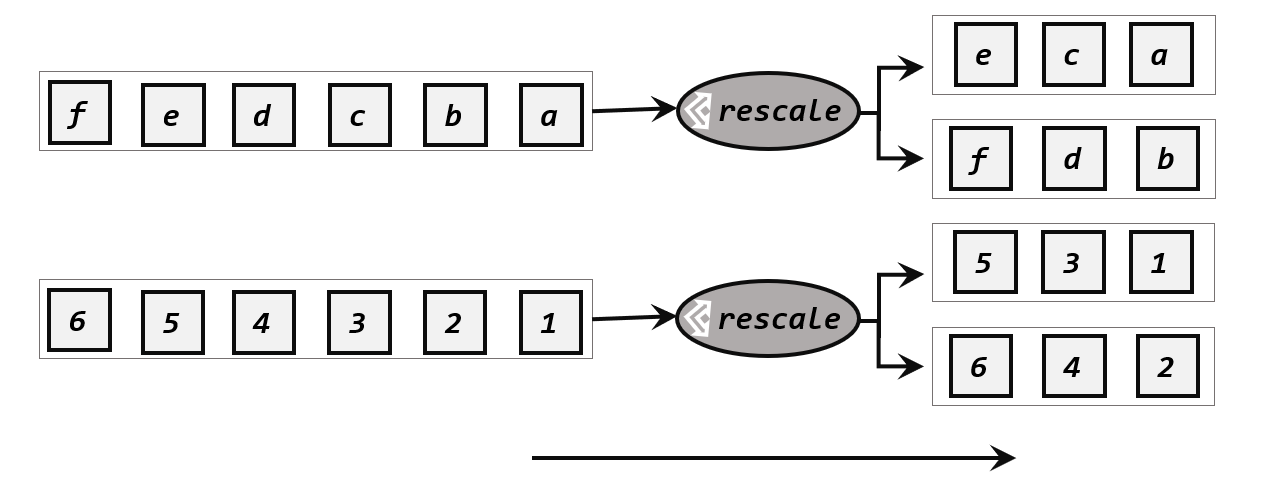 f e d c b a
rescale
e c a
f d b
6 5 4 3 2 1
rescale
5 3 1
6 4 2